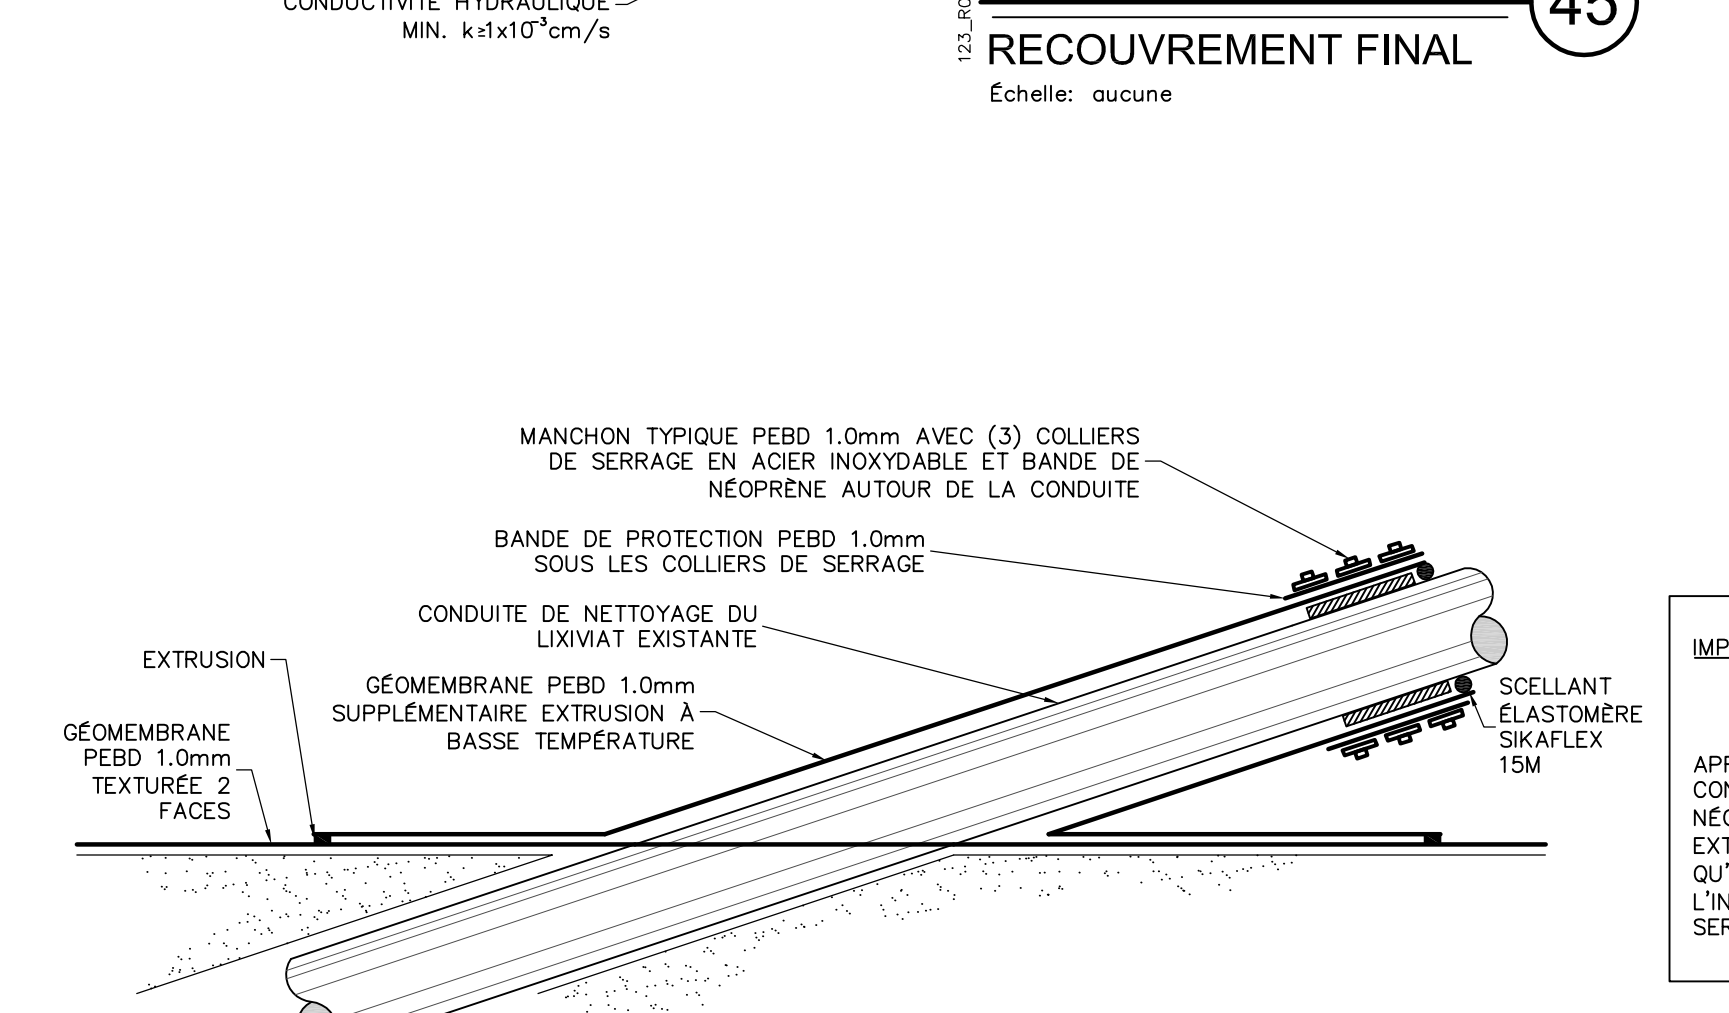 CONDUCTIVITÉ HYDRAULIQUE
MIN. k≥1x10⁻³cm/s
45
123_R0
RECOUVREMENT FINAL
Échelle: aucune
MANCHON TYPIQUE PEBD 1.0mm AVEC (3) COLLIERS
DE SERRAGE EN ACIER INOXYDABLE ET BANDE DE
NÉOPRÈNE AUTOUR DE LA CONDUITE
BANDE DE PROTECTION PEBD 1.0mm
SOUS LES COLLIERS DE SERRAGE
CONDUITE DE NETTOYAGE DU
LIXIVIAT EXISTANTE
EXTRUSION
GÉOMEMBRANE PEBD 1.0mm
SUPPLÉMENTAIRE EXTRUSION À
BASSE TEMPÉRATURE
GÉOMEMBRANE
PEBD 1.0mm
TEXTURÉE 2
FACES
SCELLANT
ÉLASTOMÈRE
SIKAFLEX
15M